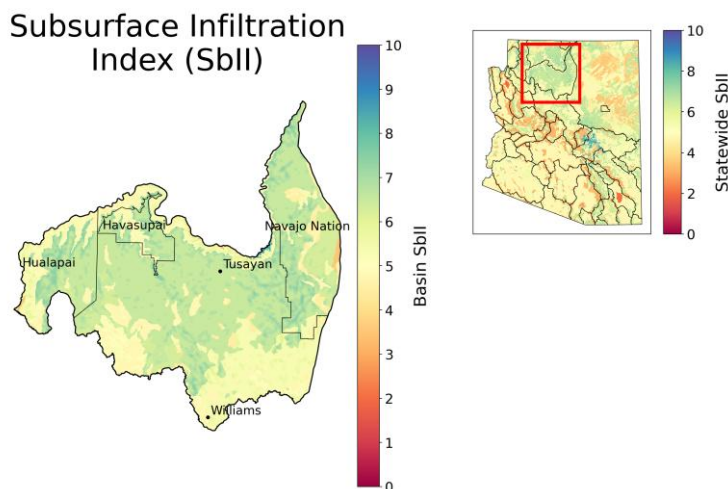 Subsurface Infiltration
Index (SbII)
10
9
8
7
6
5
4
3
2
1
0
Basin SbII
Havasupai
Navajo Nation
Hualapai
Tusayan
Williams
10
8
6
4
2
0
Statewide SbII